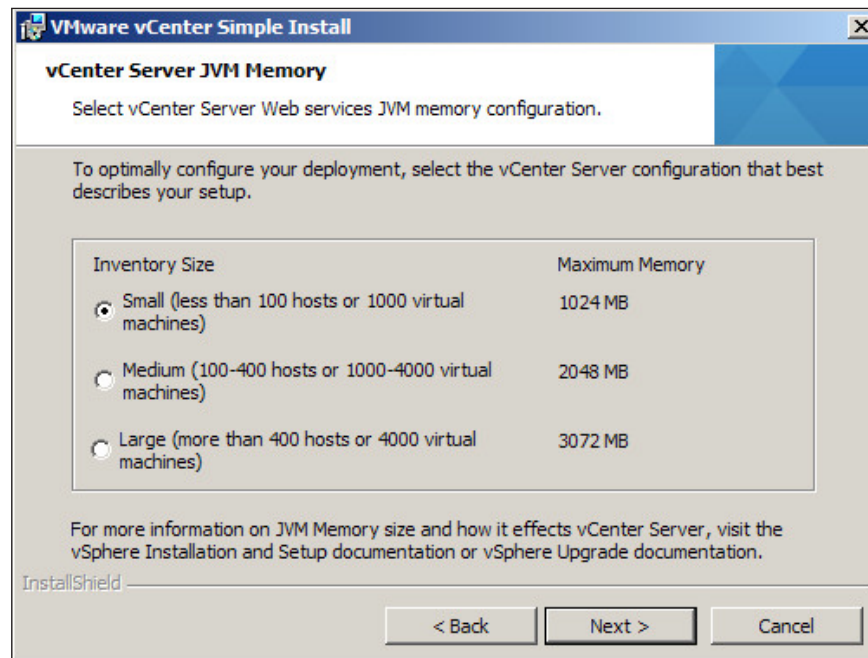 VMware vCenter Simple Install
vCenter Server JVM Memory
Select vCenter Server Web services JVM memory configuration.
To optimally configure your deployment, select the vCenter Server configuration that best
describes your setup.
Inventory Size Maximum Memory
Small (less than 100 hosts or 1000 virtual 1024 MB
machines)
Medium (100-400 hosts or 1000-4000 virtual 2048 MB
machines)
Large (more than 400 hosts or 4000 virtual 3072 MB
machines)
For more information on JVM Memory size and how it effects vCenter Server, visit the
vSphere Installation and Setup documentation or vSphere Upgrade documentation.
InstallShield
< Back Next > Cancel